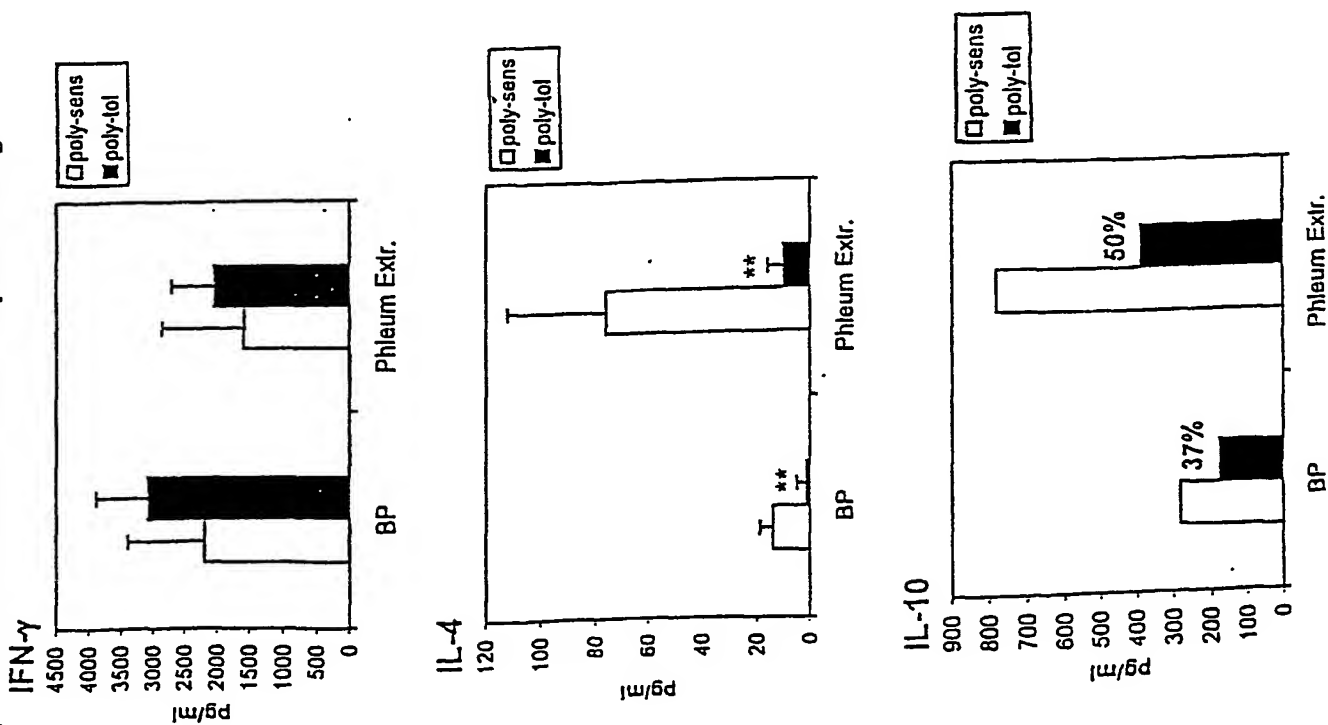 IFN-γ
4500
4000
3500
3000
2500
2000
1500
1000
500
0
pg/ml
BP
Phleum Extr.
□poly-sens
■poly-tol
IL-4
120
100
80
60
40
20
0
pg/ml
**
**
BP
Phleum Extr.
□poly-sens
■poly-tol
IL-10
900
800
700
600
500
400
300
200
100
0
pg/ml
37%
50%
BP
Phleum Extr.
□poly-sens
■poly-tol